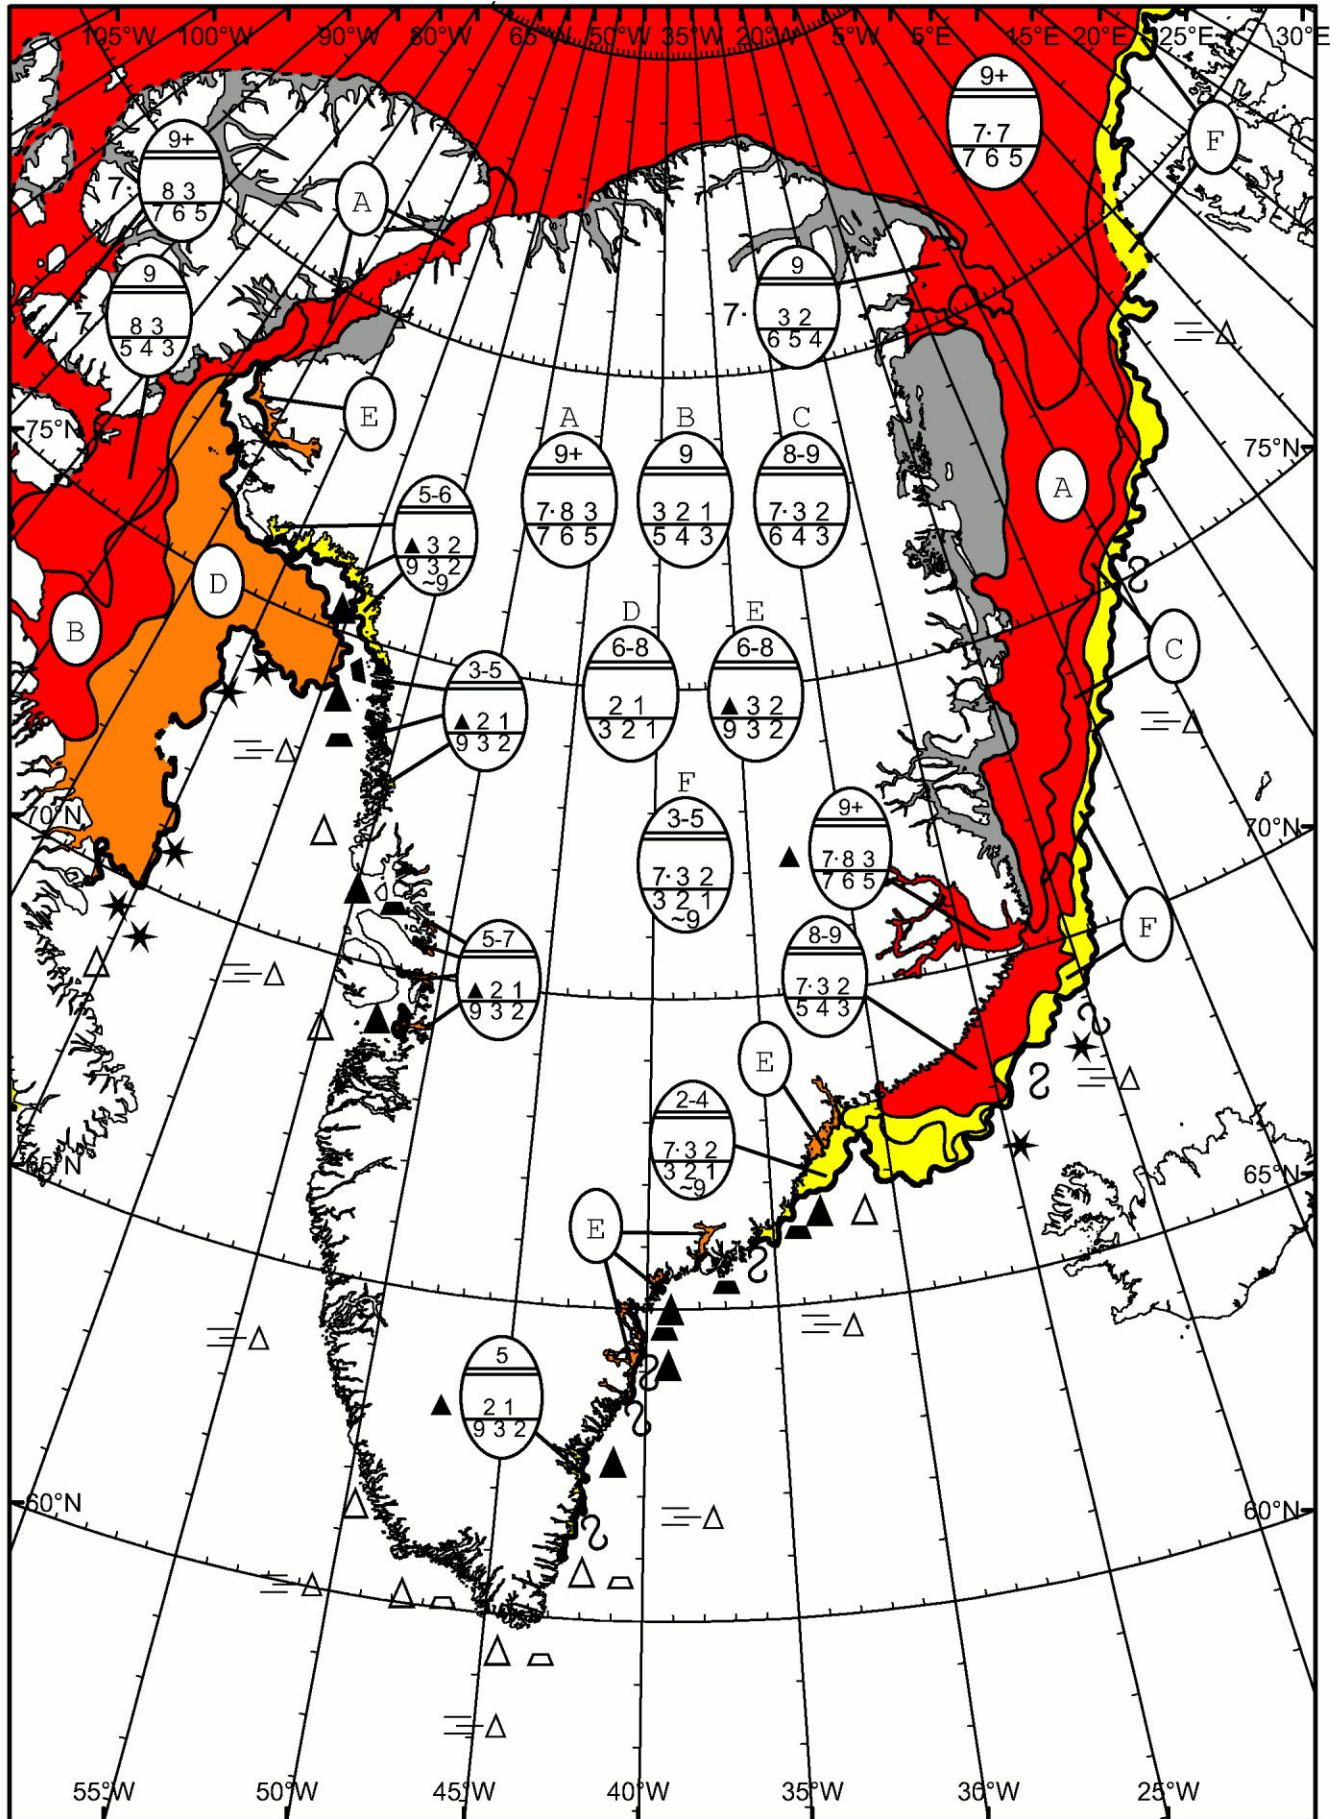 105°W 100°W 90°W 80°W 65°W 50°W 35°W 20°W 5°W 5°E 15°E 20°E 25°E 30°E
9+
7· 7
7 6 5
F
9+
7·
8 3
7 6 5
A
9
7·
8 3
5 4 3
9
7·
3 2
6 5 4
E
75°N
75°N
A
9+
7· 8 3
7 6 5
B
9
3 2 1
5 4 3
C
8-9
7· 3 2
6 4 3
A
5-6
▲ 3 2
9 3 2
~9
D
B
D
6-8
2 1
3 2 1
E
6-8
▲ 3 2
9 3 2
C
3-5
▲ 2 1
9 3 2
F
3-5
7· 3 2
3 2 1
~9
9+
7· 8 3
7 6 5
70°N
70°N
F
5-7
▲ 2 1
9 3 2
8-9
7· 3 2
5 4 3
E
2-4
7· 3 2
3 2 1
~9
65°N
65°N
E
5
2 1
9 3 2
60°N
60°N
55°W 50°W 45°W 40°W 35°W 30°W 25°W